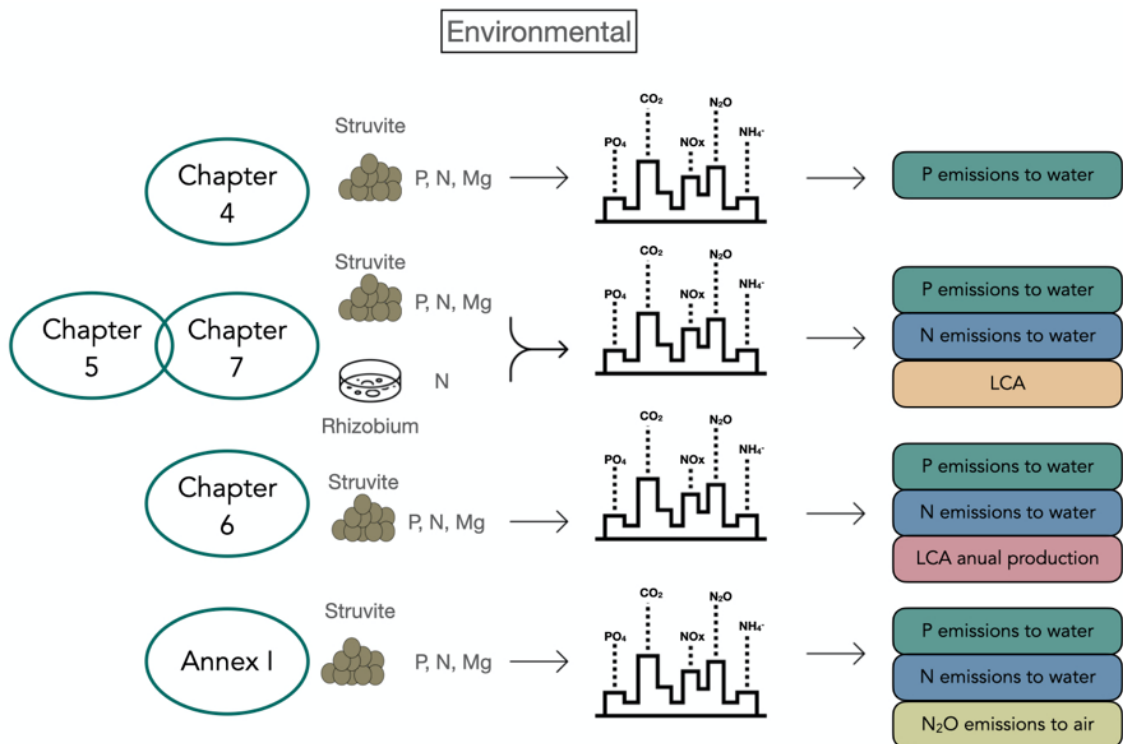 Environmental
Chapter
4
Struvite
P, N, Mg
PO₄
CO₂
NOx
N₂O
NH₄⁻
P emissions to water
Chapter
5
Chapter
7
Struvite
P, N, Mg
N
Rhizobium
PO₄
CO₂
NOx
N₂O
NH₄⁻
P emissions to water
N emissions to water
LCA
Chapter
6
Struvite
P, N, Mg
PO₄
CO₂
NOx
N₂O
NH₄⁻
P emissions to water
N emissions to water
LCA anual production
Annex I
Struvite
P, N, Mg
PO₄
CO₂
NOx
N₂O
NH₄⁻
P emissions to water
N emissions to water
N₂O emissions to air